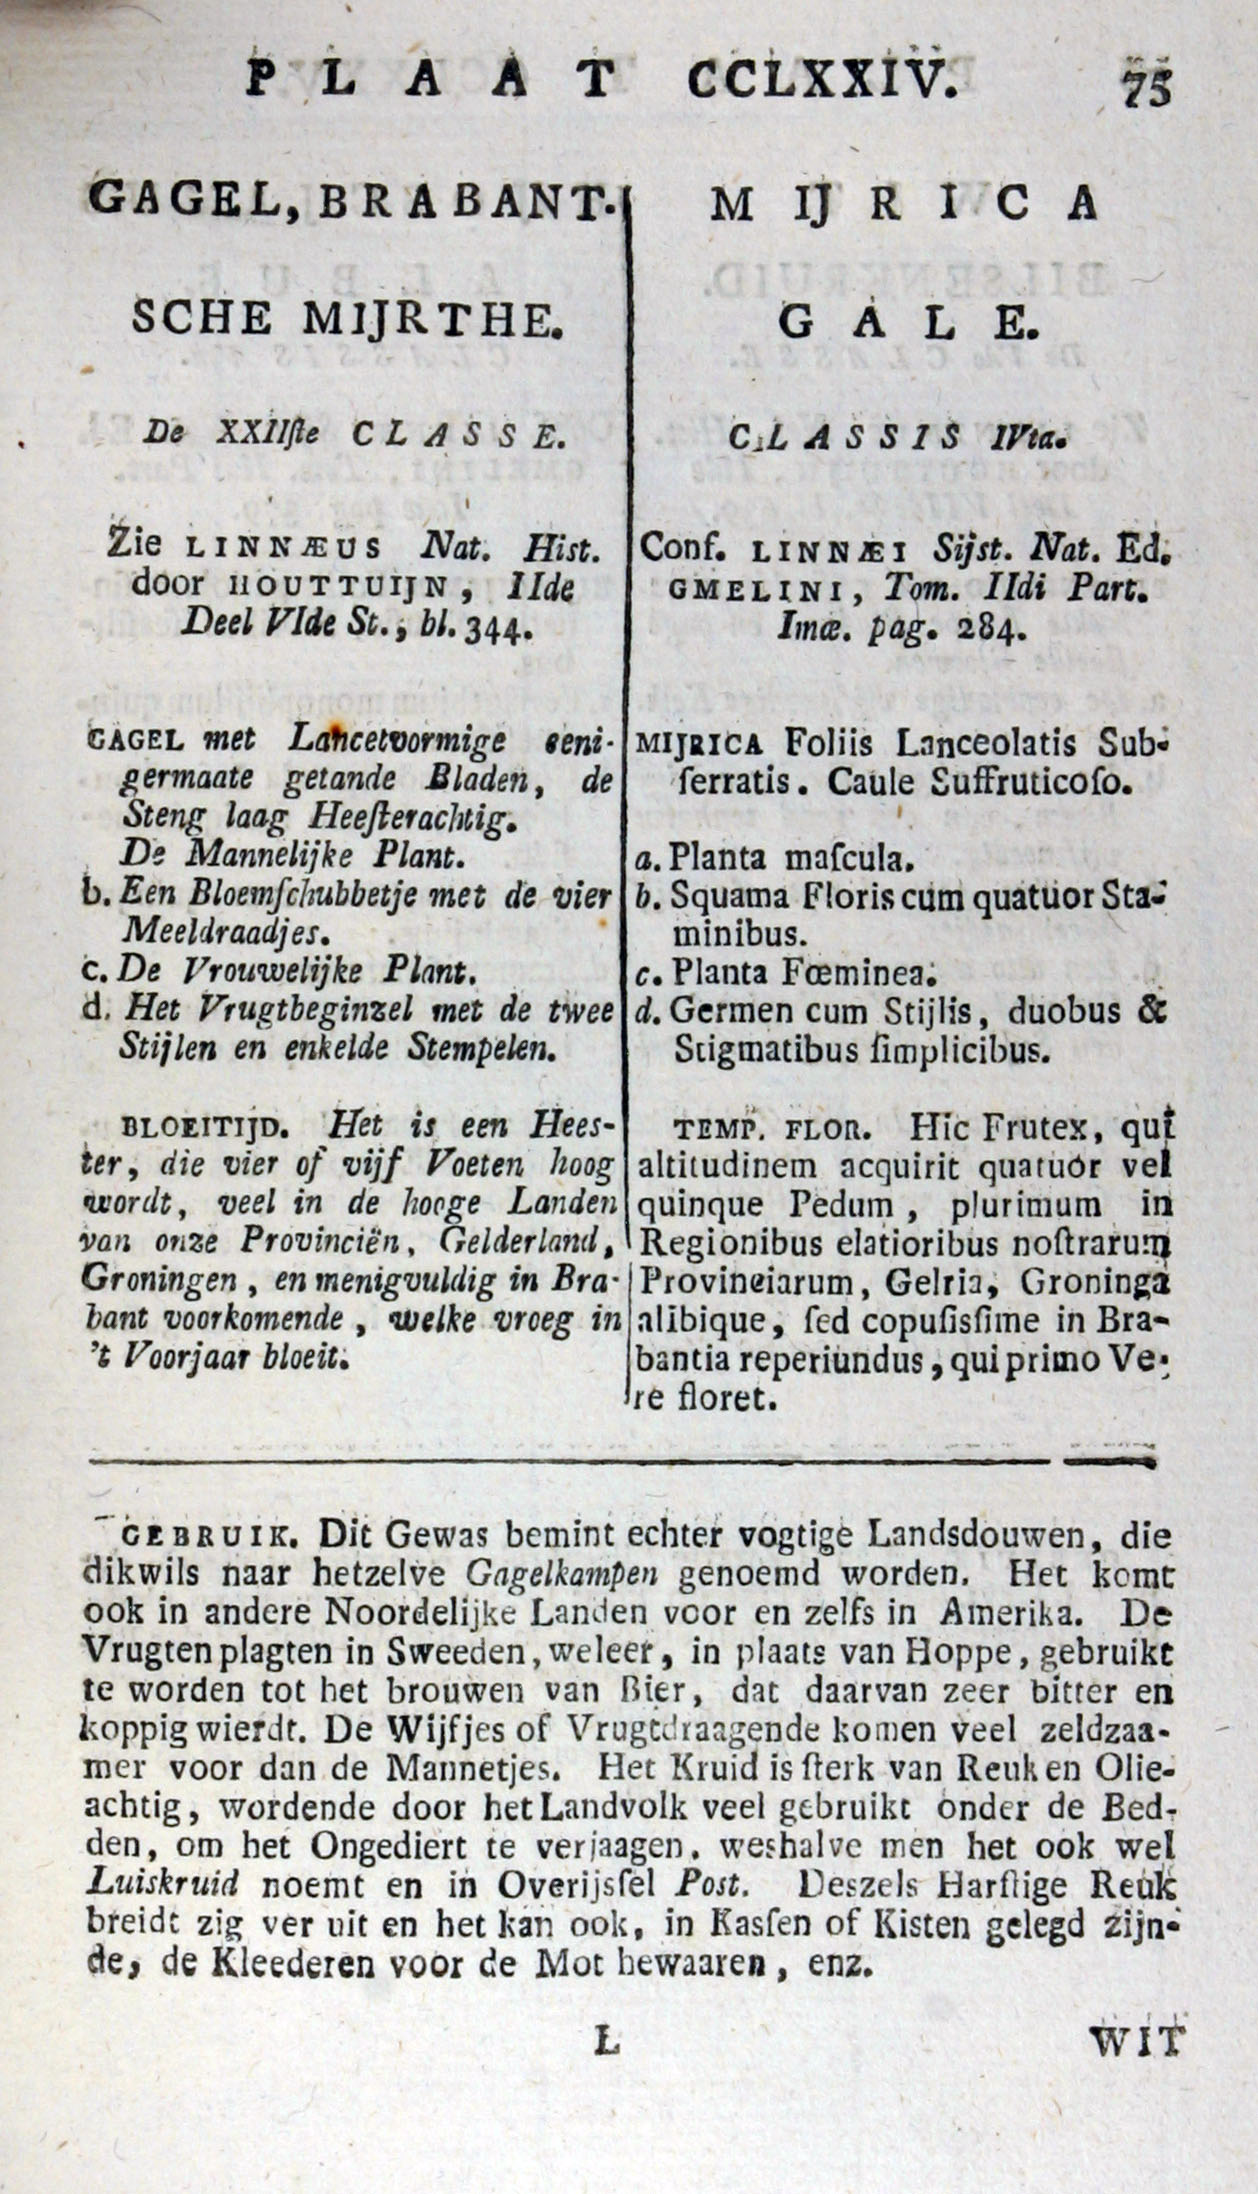 PLAAT CCLXXIV. 75
GAGEL, BRABANT-
SCHE MIJRTHE.
De XXIIſte CLASSE.
Zie LINNÆUS Nat. Hist.
door HOUTTUIJN, IIde
Deel VIde St., bl. 344.
GAGEL met Lancetvormige eeni-
germaate getande Bladen, de
Steng laag Heeſterachtig.
De Mannelijke Plant.
b. Een Bloemſchubbetje met de vier
Meeldraadjes.
c. De Vrouwelijke Plant.
d. Het Vrugtbeginzel met de twee
Stijlen en enkelde Stempelen.
BLOEITIJD. Het is een Hees-
ter, die vier of vijf Voeten hoog
wordt, veel in de hooge Landen
van onze Provinciën, Gelderland,
Groningen, en menigvuldig in Bra-
bant voorkomende, welke vroeg in
't Voorjaar bloeit.
MIJRICA
GALE.
CLASSIS IVta.
Conf. LINNÆI Sijst. Nat. Ed.
GMELINI, Tom. IIdi Part.
Imæ. pag. 284.
MIJRICA Foliis Lanceolatis Sub-
ſerratis. Caule Suffruticoſo.
a. Planta maſcula.
b. Squama Floris cum quatuor Sta-
minibus.
c. Planta Fœminea.
d. Germen cum Stijlis, duobus &
Stigmatibus ſimplicibus.
TEMP. FLOR. Hic Frutex, qui
altitudinem acquirit quatuor vel
quinque Pedum, plurimum in
Regionibus elatioribus noſtrarum
Provinciarum, Gelria, Groninga
alibique, ſed copuſisſime in Bra-
bantia reperiundus, qui primo Ve-
re floret.
GEBRUIK. Dit Gewas bemint echter vogtige Landsdouwen, die
dikwils naar hetzelve Gagelkampen genoemd worden. Het komt
ook in andere Noordelijke Landen voor en zelfs in Amerika. De
Vrugten plagten in Sweeden, weleer, in plaats van Hoppe, gebruikt
te worden tot het brouwen van Bier, dat daarvan zeer bitter en
koppig wierdt. De Wijfjes of Vrugtdraagende komen veel zeldzaa-
mer voor dan de Mannetjes. Het Kruid is ſterk van Reuk en Olie-
achtig, wordende door het Landvolk veel gebruikt onder de Bed-
den, om het Ongediert te verjaagen. weshalve men het ook wel
Luiskruid noemt en in Overijsſel Post. Deszels Harſtige Reuk
breidt zig ver uit en het kan ook, in Kasſen of Kisten gelegd zijn-
de, de Kleederen voor de Mot bewaaren, enz.
L WIT